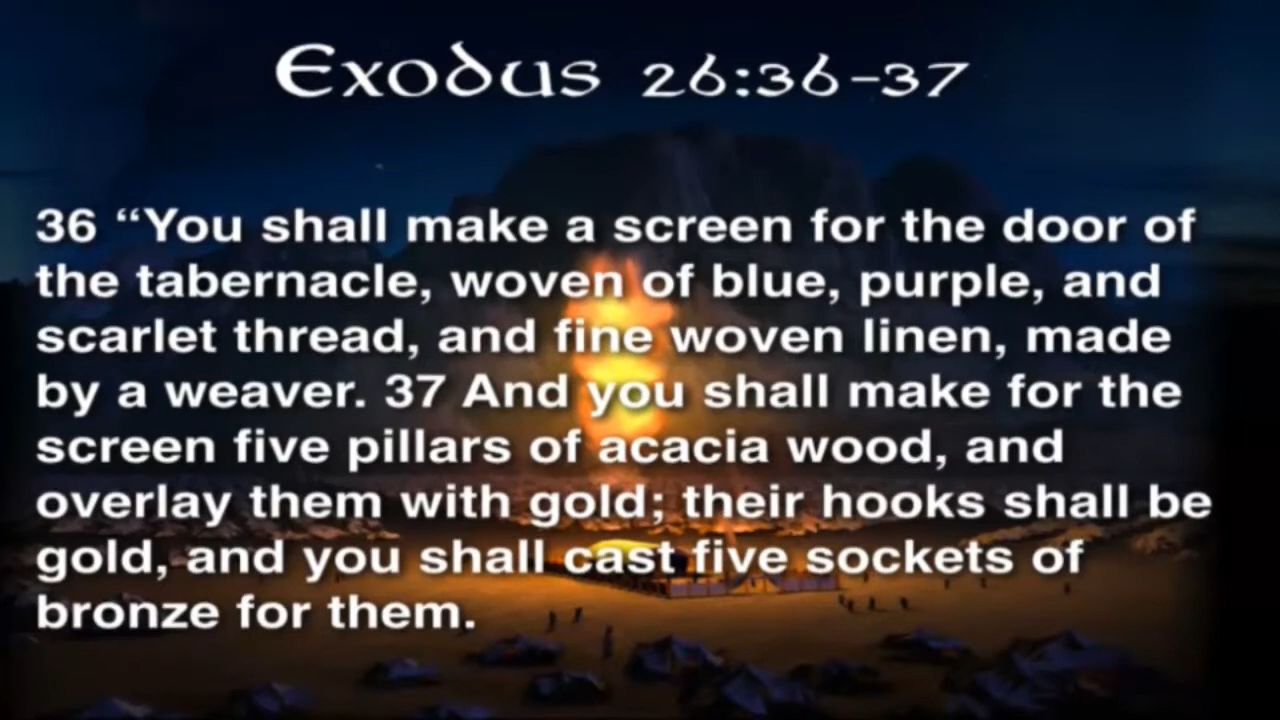 Exodus 26:36-37
36 “You shall make a screen for the door of
the tabernacle, woven of blue, purple, and
scarlet thread, and fine woven linen, made
by a weaver. 37 And you shall make for the
screen five pillars of acacia wood, and
overlay them with gold; their hooks shall be
gold, and you shall cast five sockets of
bronze for them.